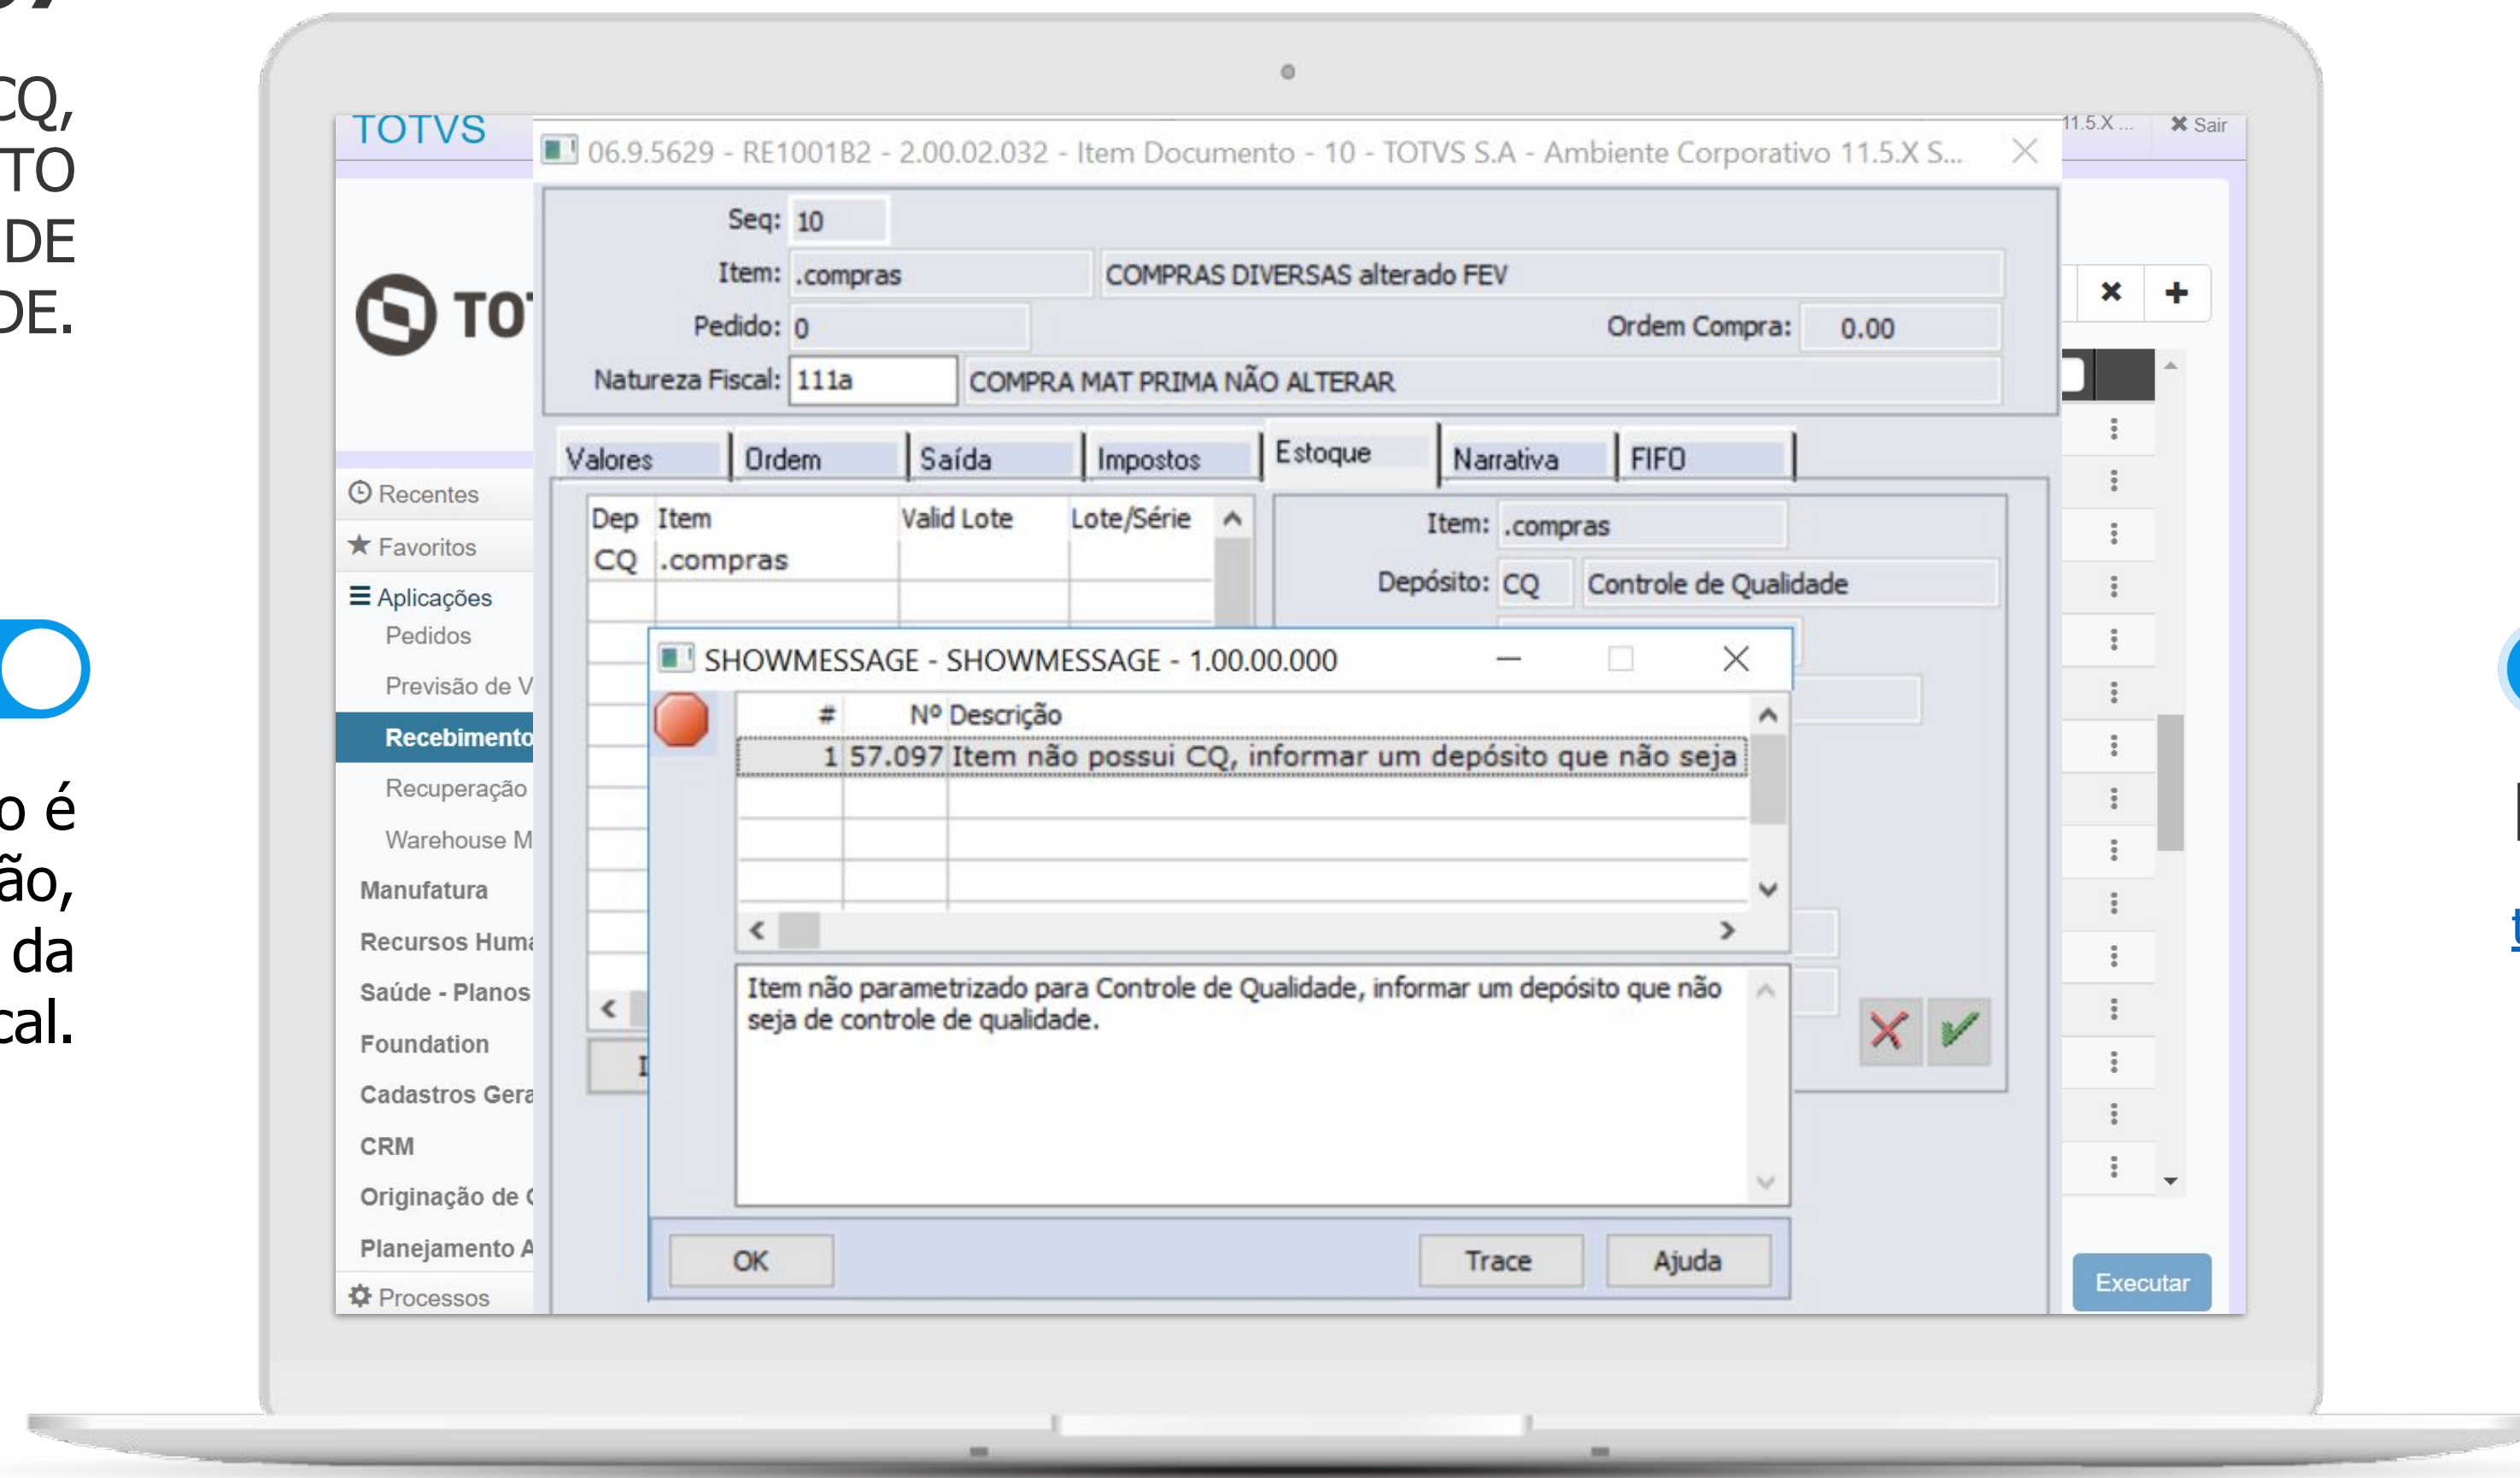 CQ,
TO
DE
DE.
o é
ão,
da
cal.
TOTVS
11.5.X ...
Sair
06.9.5629 - RE1001B2 - 2.00.02.032 - Item Documento - 10 - TOTVS S.A - Ambiente Corporativo 11.5.X S...
Seq: 10
Item: .compras COMPRAS DIVERSAS alterado FEV
Pedido: 0 Ordem Compra: 0.00
Natureza Fiscal: 111a COMPRA MAT PRIMA NÃO ALTERAR
TO
Valores Ordem Saída Impostos Estoque Narrativa FIFO
Recentes
Favoritos
Aplicações
Pedidos
Previsão de V
Recebimento
Recuperação
Warehouse M
Manufatura
Recursos Huma
Saúde - Planos
Foundation
Cadastros Gera
CRM
Originação de
Planejamento A
Processos
Dep Item Valid Lote Lote/Série
CQ .compras
Item: .compras
Depósito: CQ Controle de Qualidade
SHOWMESSAGE - SHOWMESSAGE - 1.00.00.000
# Nº Descrição
1 57.097 Item não possui CQ, informar um depósito que não seja
Item não parametrizado para Controle de Qualidade, informar um depósito que não
seja de controle de qualidade.
OK Trace Ajuda
Executar